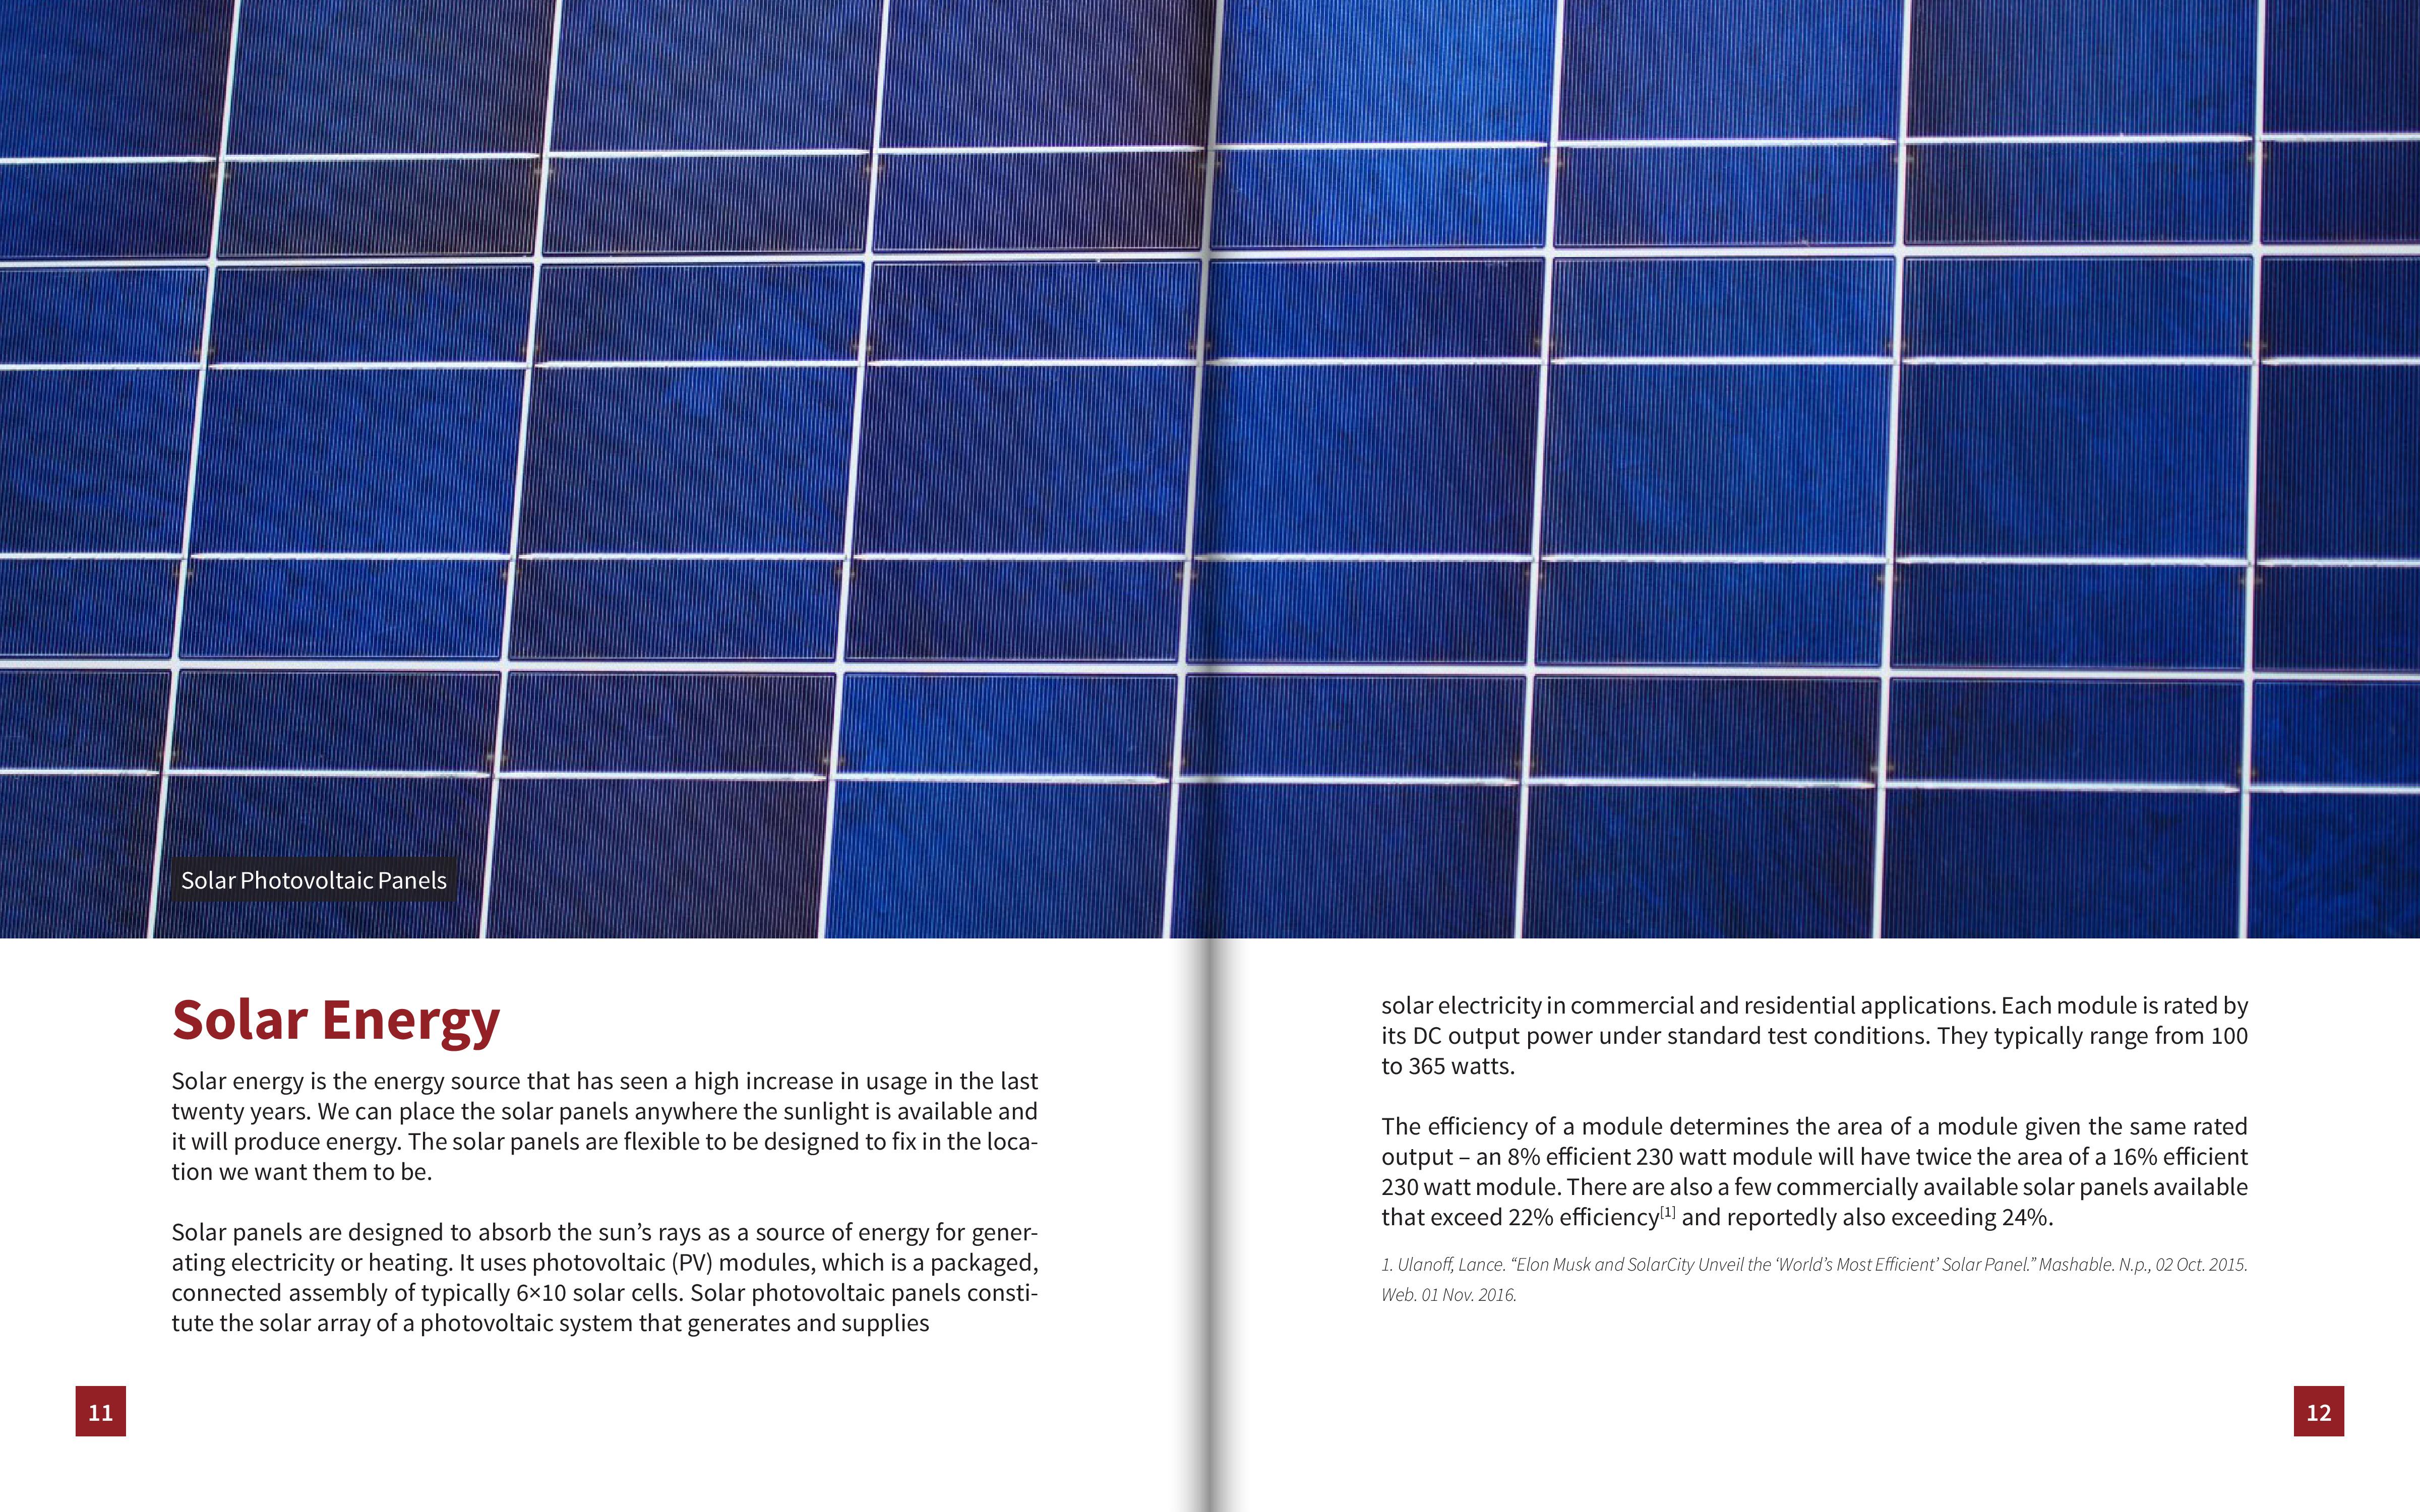 Solar Photovoltaic Panels
Solar Energy
Solar energy is the energy source that has seen a high increase in usage in the last
twenty years. We can place the solar panels anywhere the sunlight is available and
it will produce energy. The solar panels are flexible to be designed to fix in the loca-
tion we want them to be.
Solar panels are designed to absorb the sun’s rays as a source of energy for gener-
ating electricity or heating. It uses photovoltaic (PV) modules, which is a packaged,
connected assembly of typically 6×10 solar cells. Solar photovoltaic panels consti-
tute the solar array of a photovoltaic system that generates and supplies
11
solar electricity in commercial and residential applications. Each module is rated by
its DC output power under standard test conditions. They typically range from 100
to 365 watts.
The efficiency of a module determines the area of a module given the same rated
output – an 8% efficient 230 watt module will have twice the area of a 16% efficient
230 watt module. There are also a few commercially available solar panels available
that exceed 22% efficiency[1] and reportedly also exceeding 24%.
1. Ulanoff, Lance. “Elon Musk and SolarCity Unveil the ‘World’s Most Efficient’ Solar Panel.” Mashable. N.p., 02 Oct. 2015.
Web. 01 Nov. 2016.
12